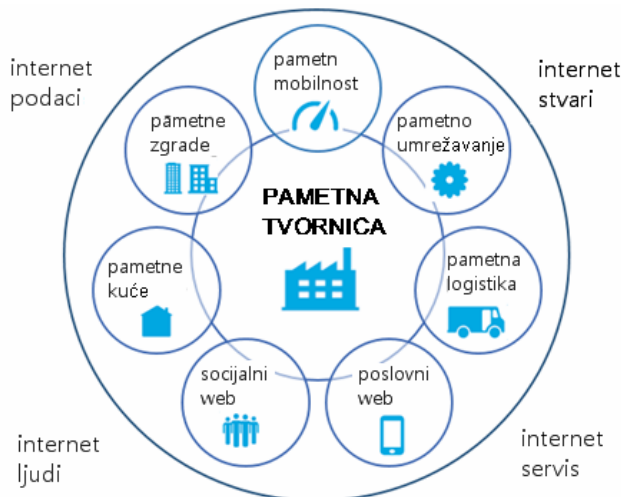 internet
podaci
pametn
mobilnost
internet
stvari
pametne
zgrade
pametno
umrežavanje
PAMETNA
TVORNICA
pametne
kuće
pametna
logistika
socijalni
web
poslovni
web
internet
ljudi
internet
servis